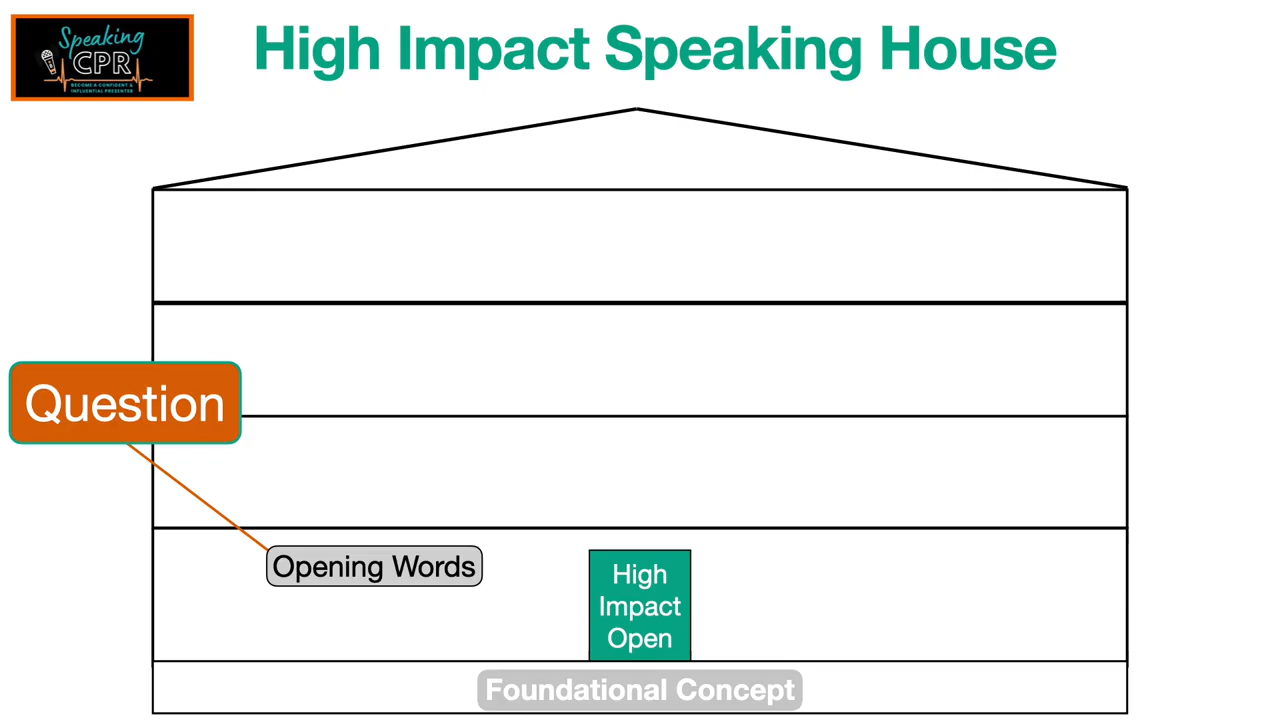 Speaking
CPR
BECOME A CONFIDENT &
INFLUENTIAL PRESENTER
High Impact Speaking House
Question
Opening Words
High
Impact
Open
Foundational Concept